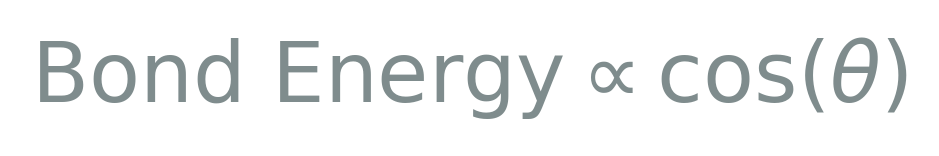 Bond Energy ∝ cos(θ)